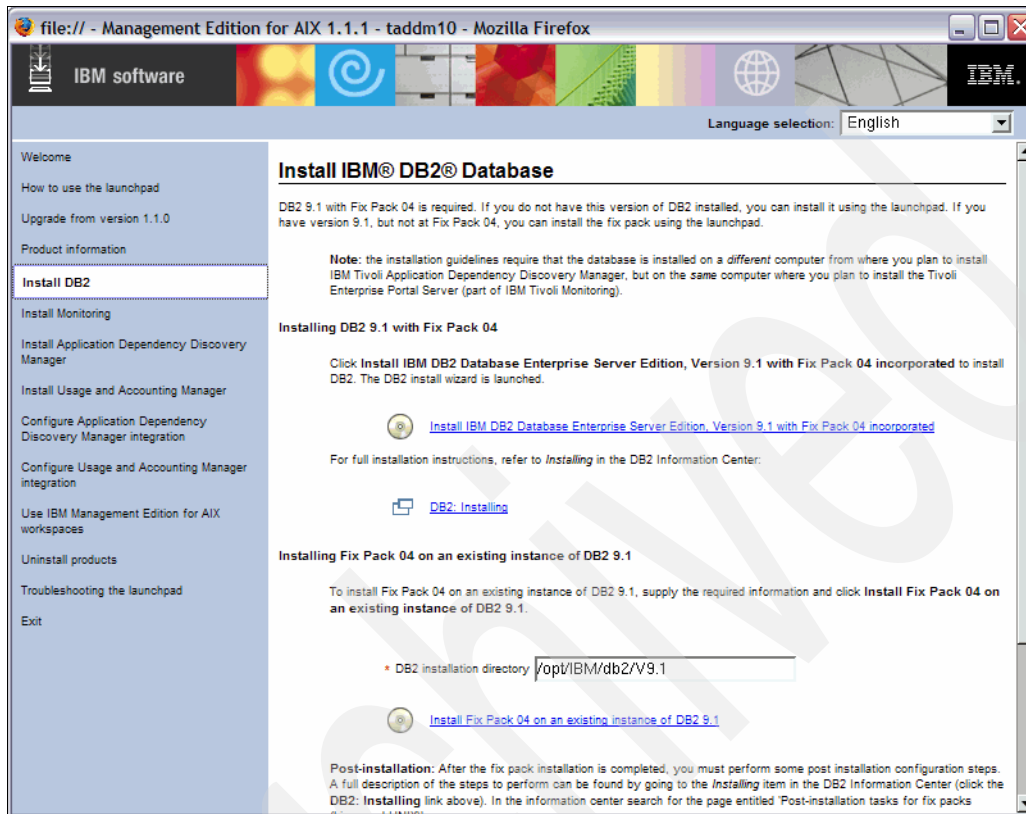 file:// - Management Edition for AIX 1.1.1 - taddm10 - Mozilla Firefox
IBM software
IBM.
Language selection: English
Welcome
How to use the launchpad
Upgrade from version 1.1.0
Product information
Install DB2
Install Monitoring
Install Application Dependency Discovery
Manager
Install Usage and Accounting Manager
Configure Application Dependency
Discovery Manager integration
Configure Usage and Accounting Manager
integration
Use IBM Management Edition for AIX
workspaces
Uninstall products
Troubleshooting the launchpad
Exit
Install IBM® DB2® Database
DB2 9.1 with Fix Pack 04 is required. If you do not have this version of DB2 installed, you can install it using the launchpad. If you
have version 9.1, but not at Fix Pack 04, you can install the fix pack using the launchpad.
Note: the installation guidelines require that the database is installed on a different computer from where you plan to install
IBM Tivoli Application Dependency Discovery Manager, but on the same computer where you plan to install the Tivoli
Enterprise Portal Server (part of IBM Tivoli Monitoring).
Installing DB2 9.1 with Fix Pack 04
Click Install IBM DB2 Database Enterprise Server Edition, Version 9.1 with Fix Pack 04 incorporated to install
DB2. The DB2 install wizard is launched.
Install IBM DB2 Database Enterprise Server Edition, Version 9.1 with Fix Pack 04 incorporated
For full installation instructions, refer to Installing in the DB2 Information Center:
DB2: Installing
Installing Fix Pack 04 on an existing instance of DB2 9.1
To install Fix Pack 04 on an existing instance of DB2 9.1, supply the required information and click Install Fix Pack 04 on
an existing instance of DB2 9.1.
* DB2 installation directory /opt/IBM/db2/V9.1
Install Fix Pack 04 on an existing instance of DB2 9.1
Post-installation: After the fix pack installation is completed, you must perform some post installation configuration steps.
A full description of the steps to perform can be found by going to the Installing item in the DB2 Information Center (click the
DB2: Installing link above). In the information center search for the page entitled 'Post-installation tasks for fix packs